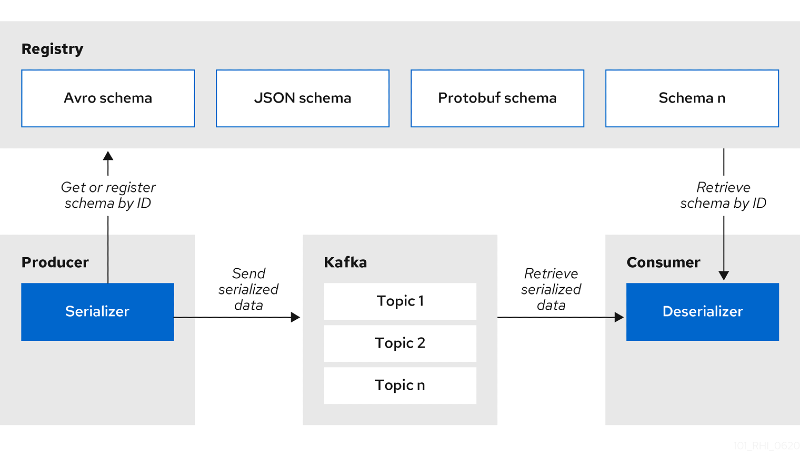 Registry
Avro schema
JSON schema
Protobuf schema
Schema n
Get or register
schema by ID
Retrieve
schema by ID
Producer
Serializer
Send
serialized
data
Kafka
Topic 1
Topic 2
Topic n
Retrieve
serialized
data
Consumer
Deserializer